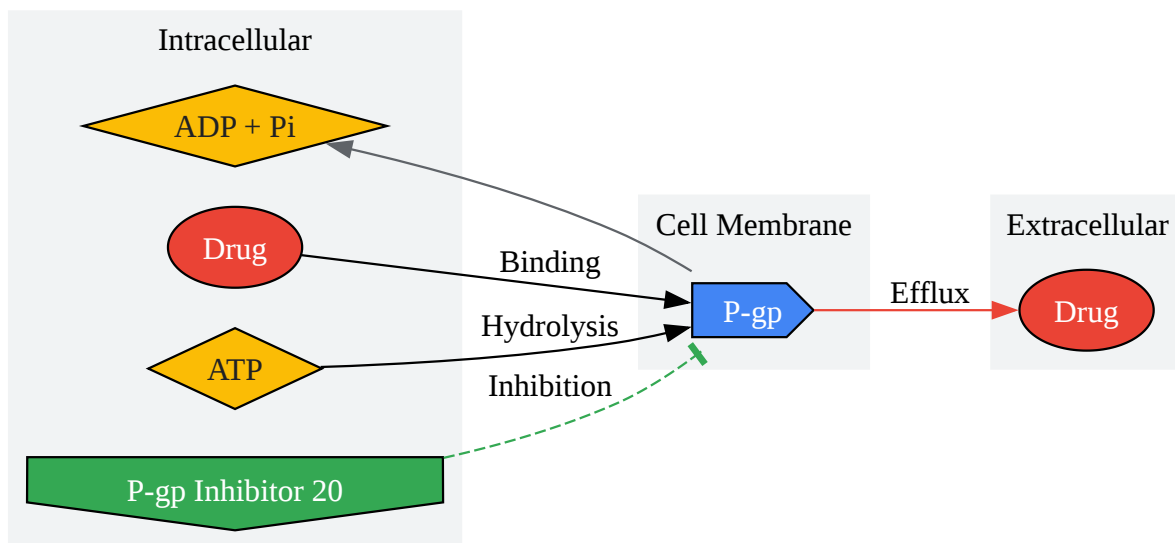 Intracellular
ADP + Pi
Drug
ATP
P-gp Inhibitor 20
Binding
Hydrolysis
Inhibition
Cell Membrane
P-gp
Efflux
Extracellular
Drug